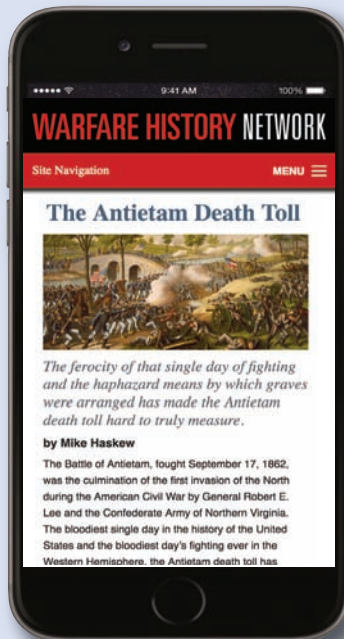 9:41 AM 100%
WARFARE HISTORY NETWORK
Site Navigation MENU
The Antietam Death Toll
The ferocity of that single day of fighting
and the haphazard means by which graves
were arranged has made the Antietam
death toll hard to truly measure.
by Mike Haskew
The Battle of Antietam, fought September 17, 1862,
was the culmination of the first invasion of the North
during the American Civil War by General Robert E.
Lee and the Confederate Army of Northern Virginia.
The bloodiest single day in the history of the United
States and the bloodiest day's fighting ever in the
Western Hemisphere, the Antietam death toll has